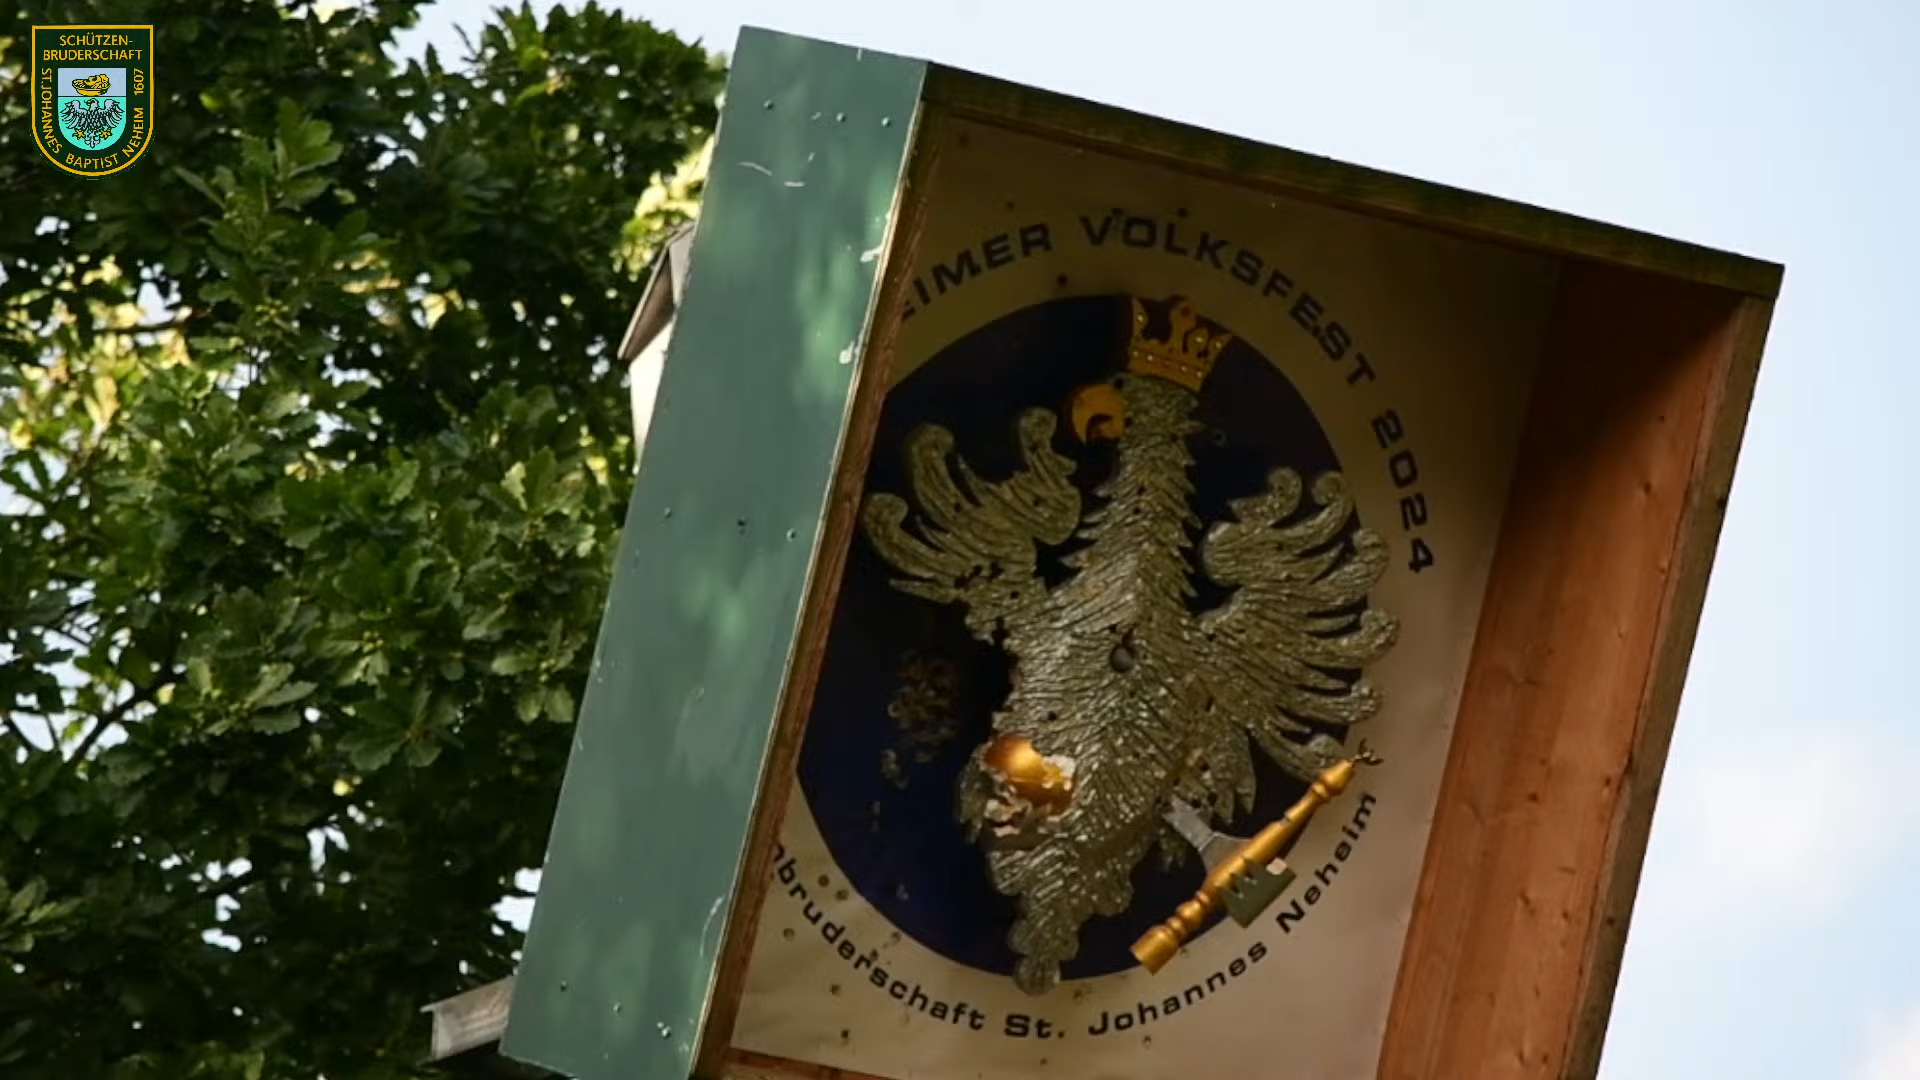 SCHÜTZEN-
BRUDERSCHAFT
ST. JOHANNES BAPTIST NEHEIM 1607
EIMER VOLKSFEST 2024
bruderschaft St. Johannes Neheim